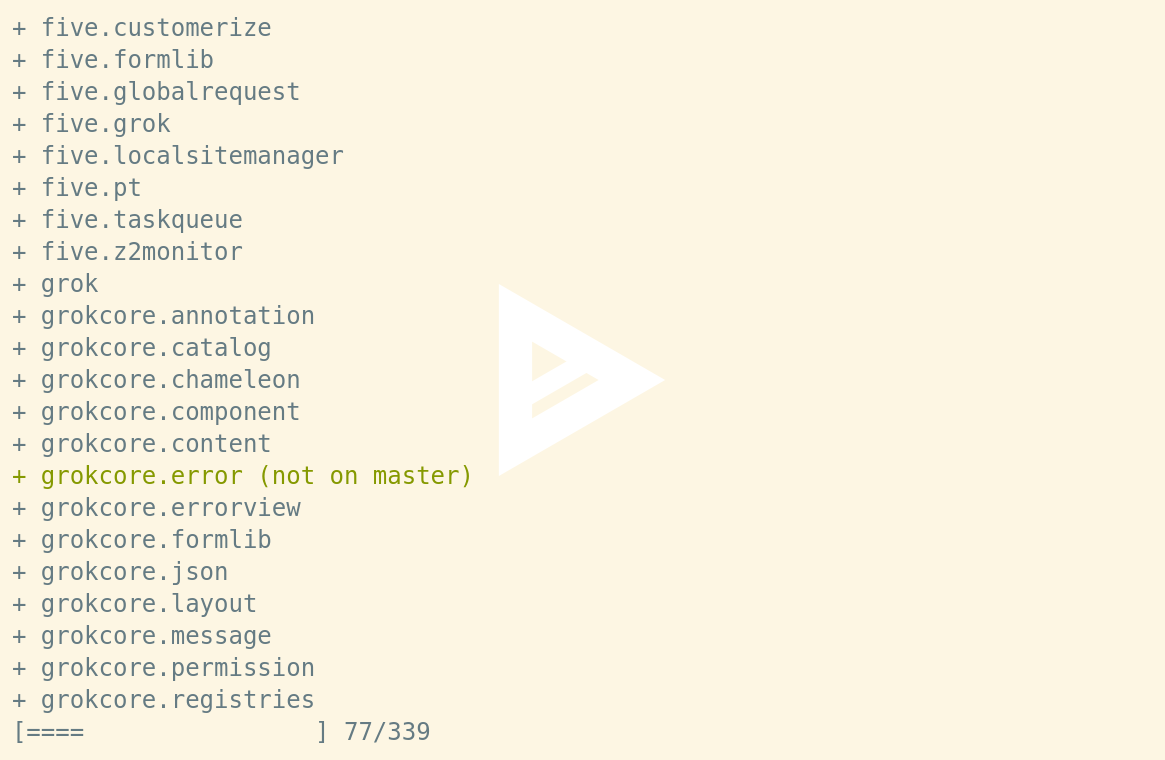 + five.customerize
+ five.formlib
+ five.globalrequest
+ five.grok
+ five.localsitemanager
+ five.pt
+ five.taskqueue
+ five.z2monitor
+ grok
+ grokcore.annotation
+ grokcore.catalog
+ grokcore.chameleon
+ grokcore.component
+ grokcore.content
+ grokcore.error (not on master)
+ grokcore.errorview
+ grokcore.formlib
+ grokcore.json
+ grokcore.layout
+ grokcore.message
+ grokcore.permission
+ grokcore.registries
[====                ] 77/339